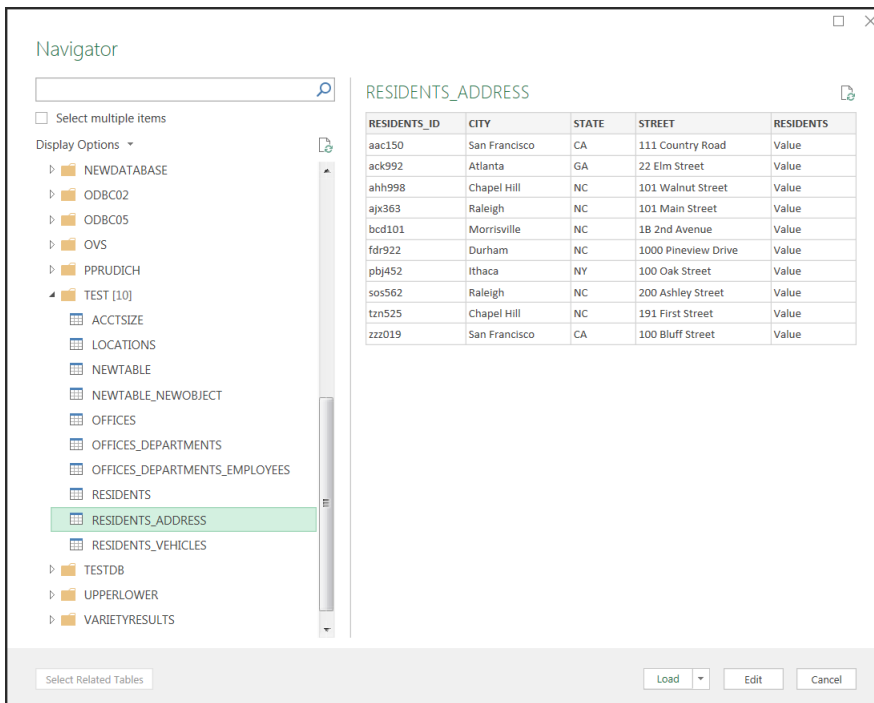 Navigator
Select multiple items
Display Options
NEWDATABASE
ODBC02
ODBC05
OVS
PPRUDICH
TEST [10]
ACCTSIZE
LOCATIONS
NEWTABLE
NEWTABLE_NEWOBJECT
OFFICES
OFFICES_DEPARTMENTS
OFFICES_DEPARTMENTS_EMPLOYEES
RESIDENTS
RESIDENTS_ADDRESS
RESIDENTS_VEHICLES
TESTDB
UPPERLOWER
VARIETYRESULTS
RESIDENTS_ADDRESS
RESIDENTS_ID CITY STATE STREET RESIDENTS
aac150 San Francisco CA 111 Country Road Value
ack992 Atlanta GA 22 Elm Street Value
ahh998 Chapel Hill NC 101 Walnut Street Value
ajx363 Raleigh NC 101 Main Street Value
bcd101 Morrisville NC 1B 2nd Avenue Value
fdr922 Durham NC 1000 Pineview Drive Value
pbj452 Ithaca NY 100 Oak Street Value
sos562 Raleigh NC 200 Ashley Street Value
tzn525 Chapel Hill NC 191 First Street Value
zzz019 San Francisco CA 100 Bluff Street Value
Select Related Tables Load Edit Cancel